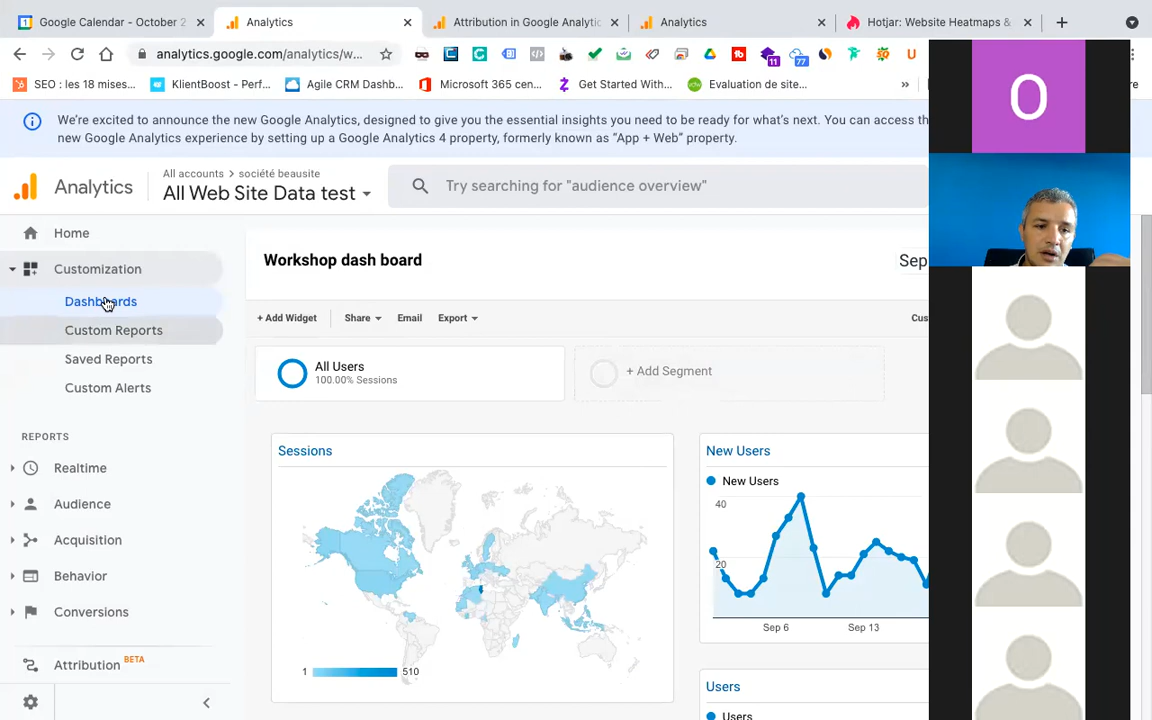 Google Calendar - October 2
Analytics
Attribution in Google Analytic
Analytics
Hotjar: Website Heatmaps &
analytics.google.com/analytics/w...
11
77
SEO : les 18 mises...
KlientBoost - Perf...
Agile CRM Dashb...
Microsoft 365 cen...
Get Started With...
Evaluation de site...
»
re
We're excited to announce the new Google Analytics, designed to give you the essential insights you need to be ready for what's next. You can access the
new Google Analytics experience by setting up a Google Analytics 4 property, formerly known as "App + Web" property.
Analytics
All accounts > société beausite
All Web Site Data test
Try searching for "audience overview"
Home
Customization
Dashboards
Custom Reports
Saved Reports
Custom Alerts
REPORTS
Realtime
Audience
Acquisition
Behavior
Conversions
Attribution BETA
Workshop dash board
Sep
+ Add Widget
Share
Email
Export
Cus
All Users
100.00% Sessions
+ Add Segment
Sessions
1
510
New Users
New Users
40
20
Sep 6
Sep 13
Users
Users
O